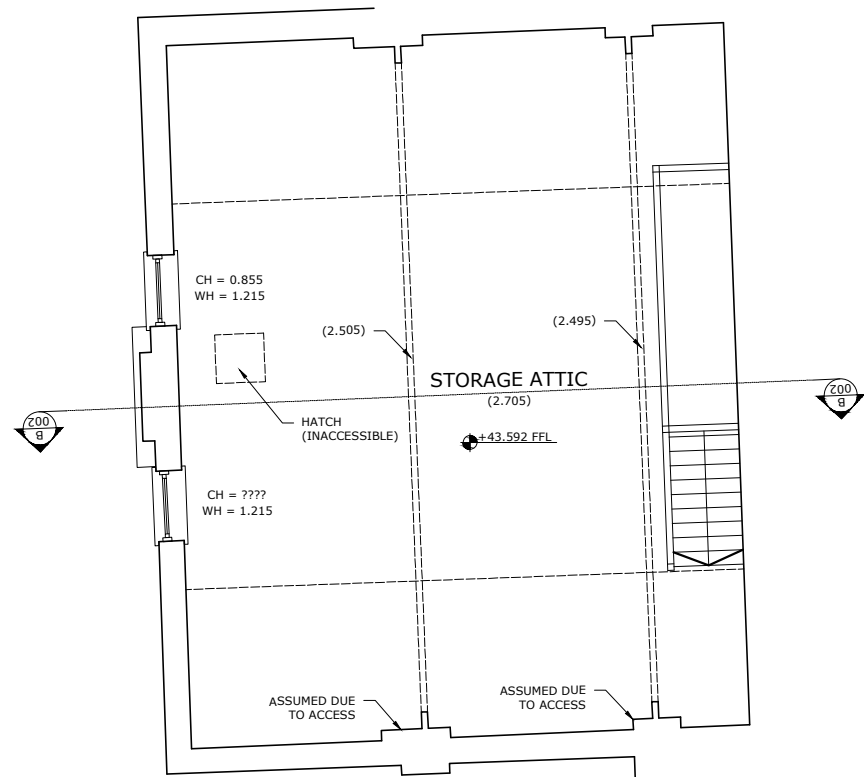 CH = 0.855
WH = 1.215
(2.505)
(2.495)
STORAGE ATTIC
(2.705)
B
002
B
002
HATCH
(INACCESSIBLE)
+43.592 FFL
CH = ????
WH = 1.215
ASSUMED DUE
TO ACCESS
ASSUMED DUE
TO ACCESS